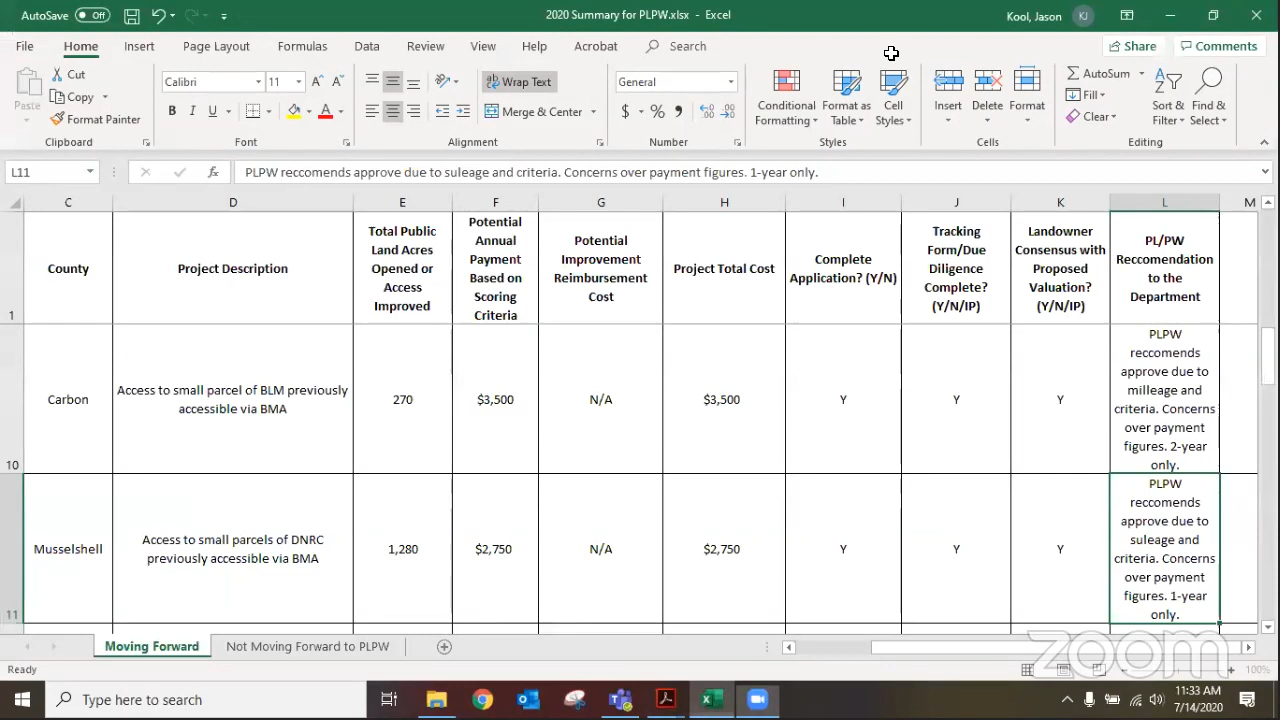 AutoSave Off
2020 Summary for PLPW.xlsx - Excel
Kool, Jason KJ
File Home Insert Page Layout Formulas Data Review View Help Acrobat Search Share Comments
Paste
Cut
Copy
Format Painter
Clipboard
Calibri 11
B I U
Font
Wrap Text
Merge & Center
Alignment
General
$ % ,
Number
Conditional Formatting
Format as Table
Cell Styles
Styles
Insert Delete Format
Cells
AutoSum
Fill
Clear
Sort & Filter
Find & Select
Editing
L11 fx PLPW reccomends approve due to suleage and criteria. Concerns over payment figures. 1-year only.
C D E F G H I J K L M
1
County
Project Description
Total Public
Land Acres
Opened or
Access
Improved
Potential
Annual
Payment
Based on
Scoring
Criteria
Potential
Improvement
Reimbursement
Cost
Project Total Cost
Complete
Application? (Y/N)
Tracking
Form/Due
Diligence
Complete?
(Y/N/IP)
Landowner
Consensus with
Proposed
Valuation?
(Y/N/IP)
PL/PW
Reccomendation
to the
Department
10
Carbon
Access to small parcel of BLM previously
accessible via BMA
270
$3,500
N/A
$3,500
Y
Y
Y
PLPW
reccomends
approve due to
milleage and
criteria. Concerns
over payment
figures. 2-year
only.
11
Musselshell
Access to small parcels of DNRC
previously accessible via BMA
1,280
$2,750
N/A
$2,750
Y
Y
Y
PLPW
reccomends
approve due to
suleage and
criteria. Concerns
over payment
figures. 1-year
only.
Moving Forward Not Moving Forward to PLPW
Ready
100%
zoom
Type here to search
11:33 AM
7/14/2020